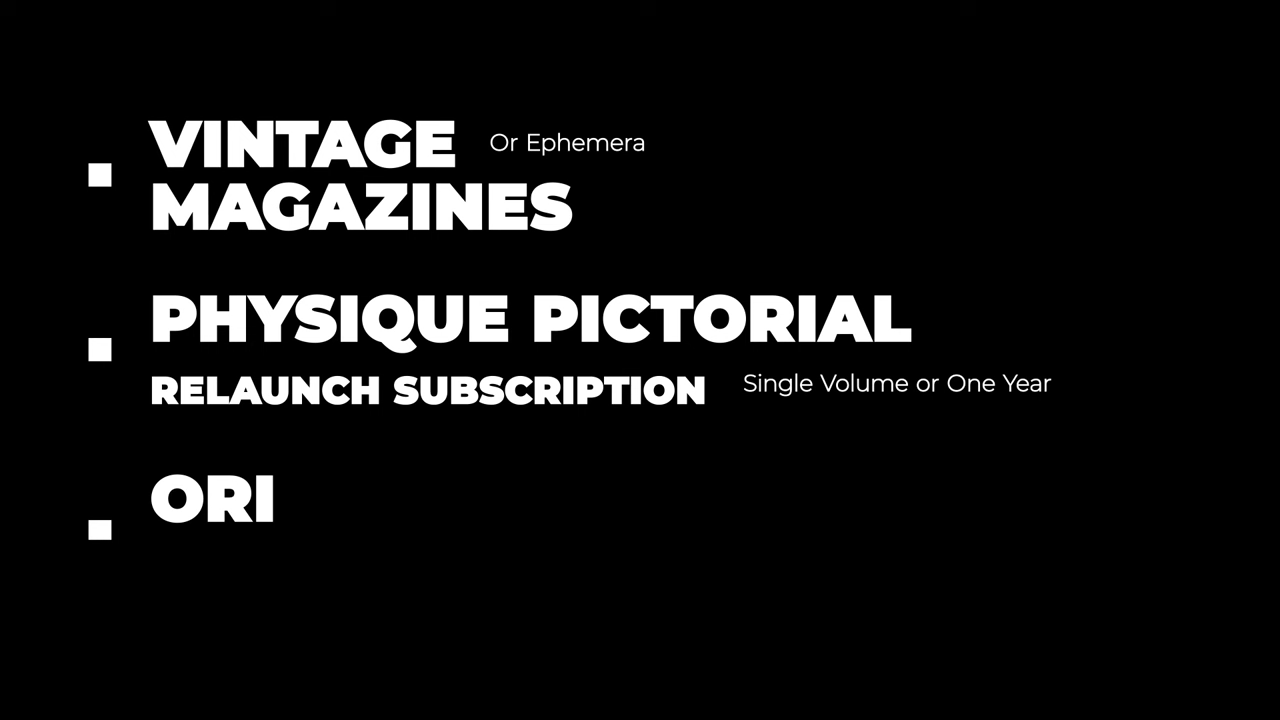 VINTAGE Or Ephemera
MAGAZINES
PHYSIQUE PICTORIAL
RELAUNCH SUBSCRIPTION Single Volume or One Year
ORI